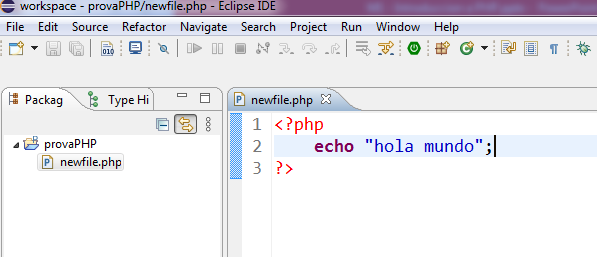 workspace - provaPHP/newfile.php - Eclipse IDE
File Edit Source Refactor Navigate Search Project Run Window Help
Packag Type Hi
provaPHP
newfile.php
newfile.php
1 <?php
2 echo "hola mundo";
3 ?>